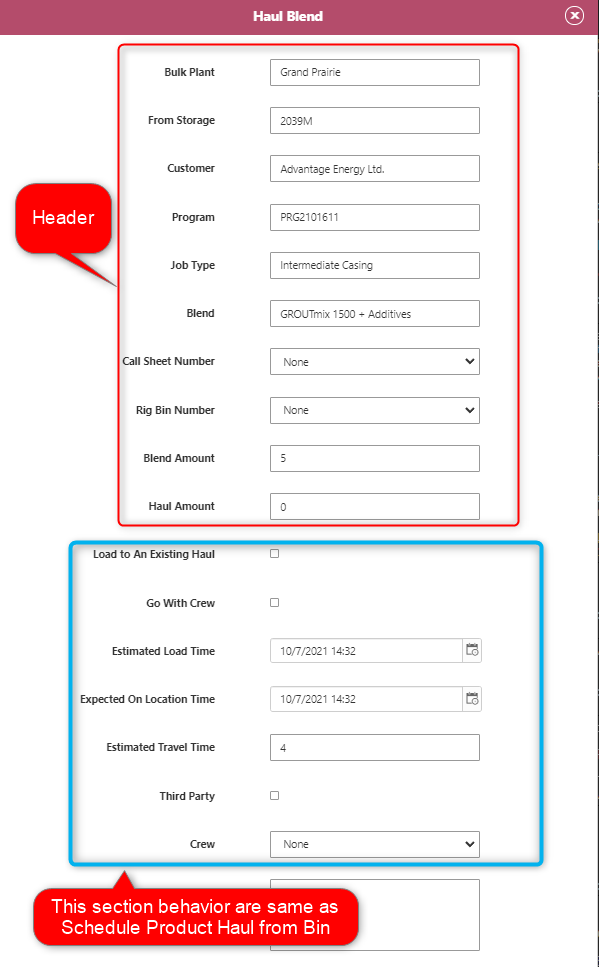 Haul Blend
Bulk Plant Grand Prairie
From Storage 2039M
Customer Advantage Energy Ltd.
Header
Program PRG2101611
Job Type Intermediate Casing
Blend GROUTmix 1500 + Additives
Call Sheet Number None
Rig Bin Number None
Blend Amount 5
Haul Amount 0
Load to An Existing Haul
Go With Crew
Estimated Load Time 10/7/2021 14:32
Expected On Location Time 10/7/2021 14:32
Estimated Travel Time 4
Third Party
Crew None
This section behavior are same as
Schedule Product Haul from Bin